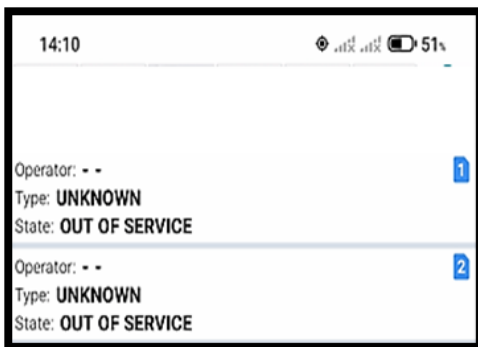 14:10 51%
Operator: - -
1
Type: UNKNOWN
State: OUT OF SERVICE
Operator: - -
2
Type: UNKNOWN
State: OUT OF SERVICE